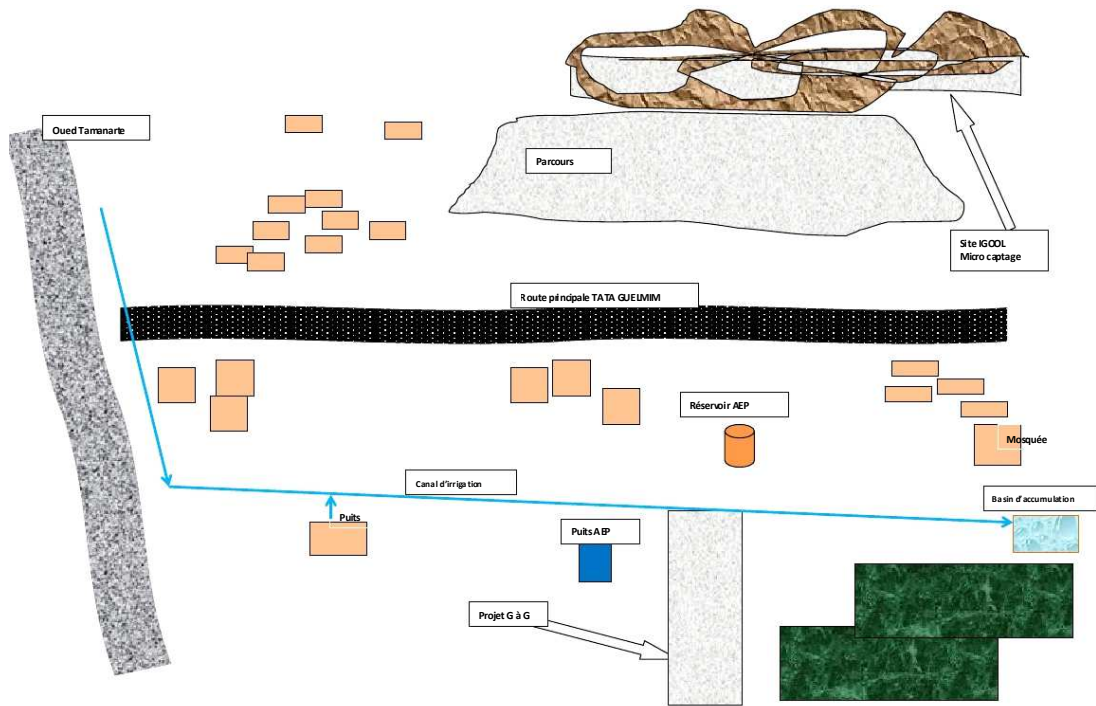 Oued Tamanarte
Parcours
Site IGOOL
Micro captage
Route principale TATA GUELMIM
Réservoir AEP
Mosquée
Canal d'irrigation
Basin d'accumulation
Puits
Puits AEP
Projet G à G